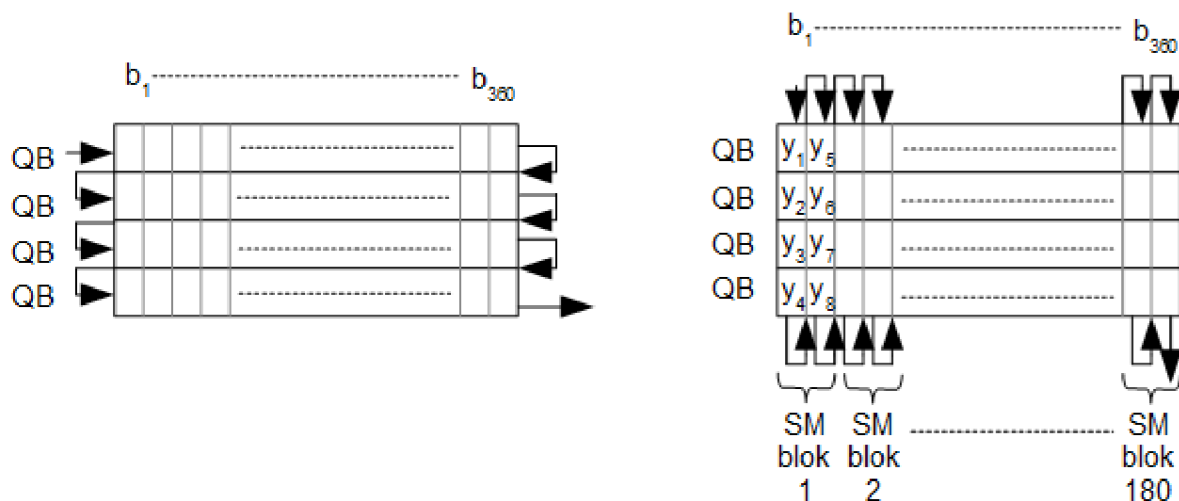 b1 b360
QB
QB
QB
QB
b1 b360
QB y1 y5
QB y2 y6
QB y3 y7
QB y4 y8
SM SM SM
blok blok blok
1 2 180